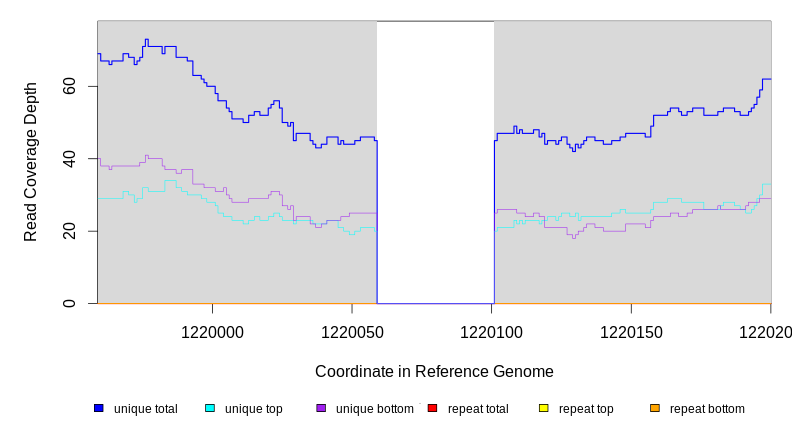 Read Coverage Depth
60
40
20
0
1220000 1220050 1220100 1220150 122020
Coordinate in Reference Genome
unique total unique top unique bottom repeat total repeat top repeat bottom